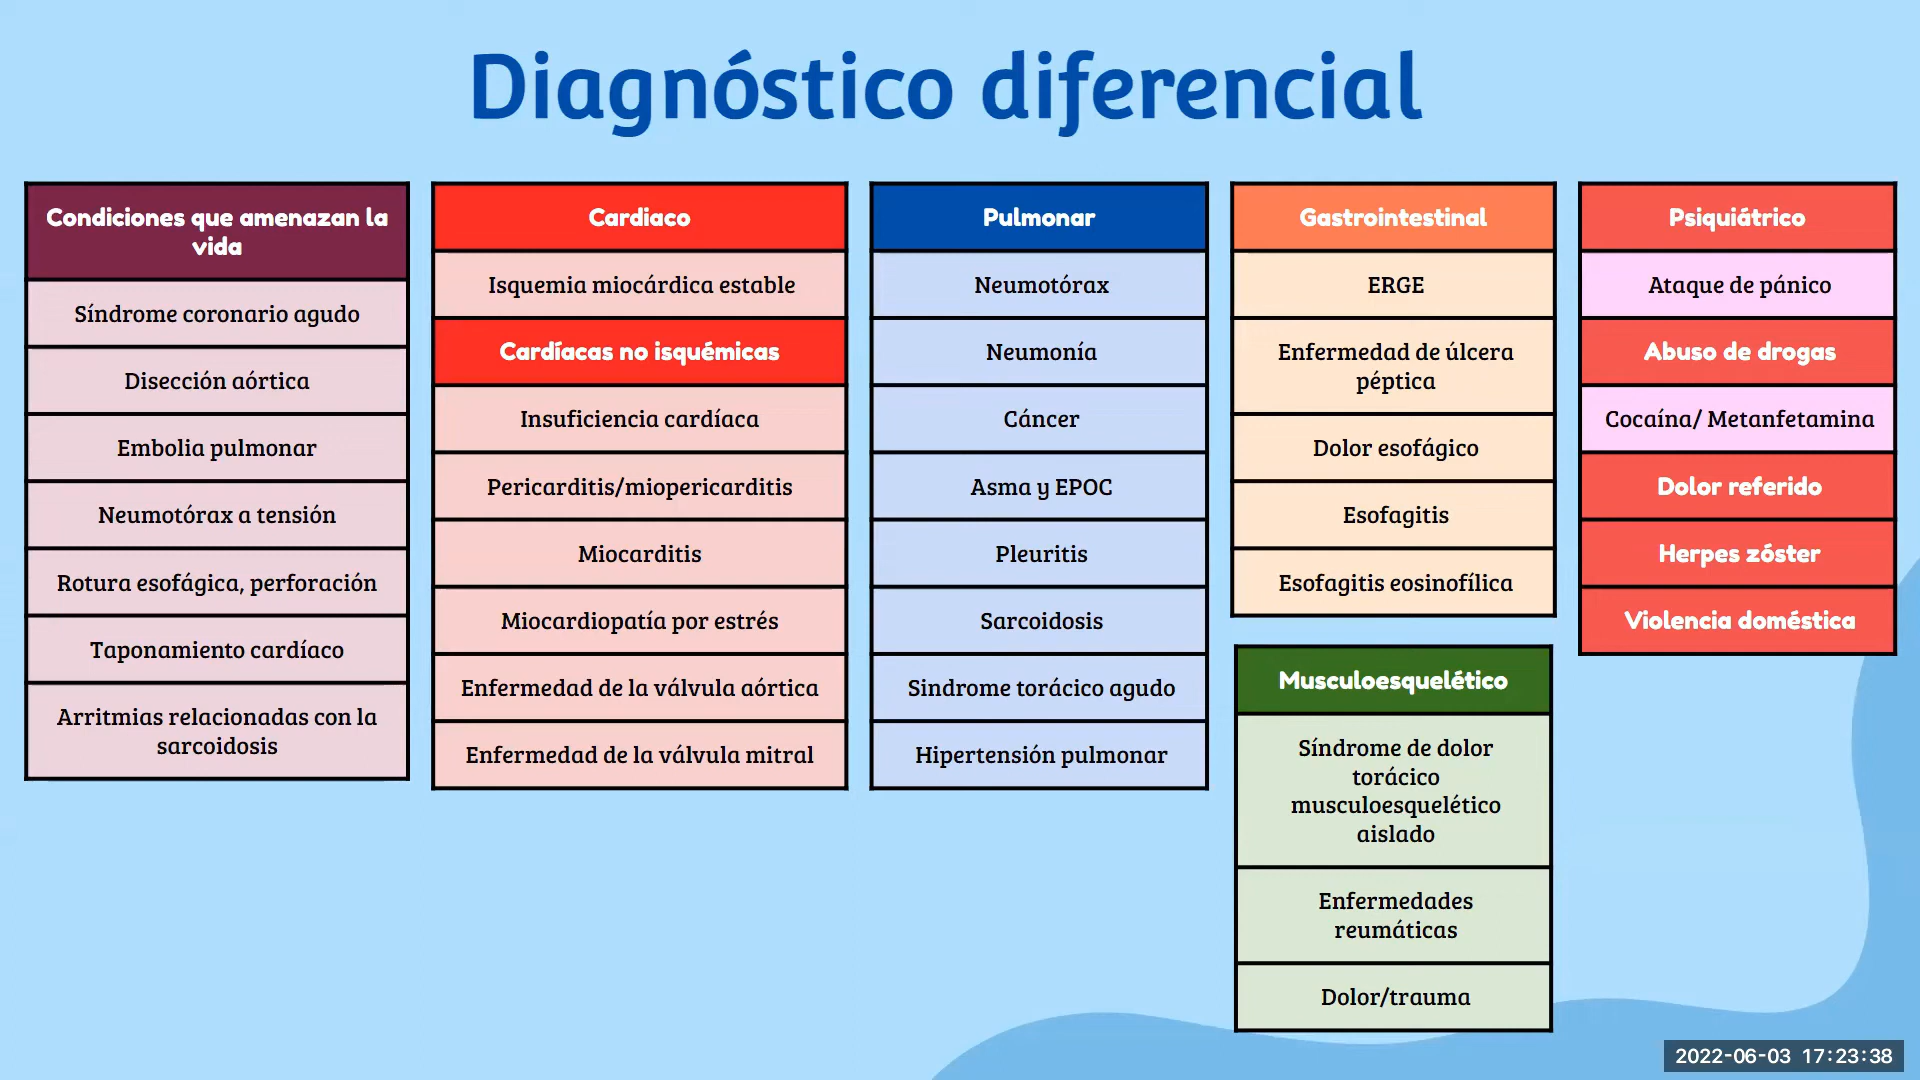 Diagnóstico diferencial
Condiciones que amenazan la
vida
Síndrome coronario agudo
Disección aórtica
Embolia pulmonar
Neumotórax a tensión
Rotura esofágica, perforación
Taponamiento cardíaco
Arritmias relacionadas con la
sarcoidosis
Cardiaco
Isquemia miocárdica estable
Cardíacas no isquémicas
Insuficiencia cardíaca
Pericarditis/miopericarditis
Miocarditis
Miocardiopatía por estrés
Enfermedad de la válvula aórtica
Enfermedad de la válvula mitral
Pulmonar
Neumotórax
Neumonía
Cáncer
Asma y EPOC
Pleuritis
Sarcoidosis
Sindrome torácico agudo
Hipertensión pulmonar
Gastrointestinal
ERGE
Enfermedad de úlcera
péptica
Dolor esofágico
Esofagitis
Esofagitis eosinofílica
Musculoesquelético
Síndrome de dolor
torácico
musculoesquelético
aislado
Enfermedades
reumáticas
Dolor/trauma
Psiquiátrico
Ataque de pánico
Abuso de drogas
Cocaína/ Metanfetamina
Dolor referido
Herpes zóster
Violencia doméstica
2022-06-03 17:23:38